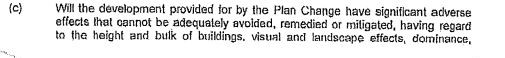 (c) Will the development provided for by the Plan Change have significant adverse
effects that cannot be adequately avoided, remedied or mitigated, having regard
to the height and bulk of buildings, visual and landscape effects, dominance,